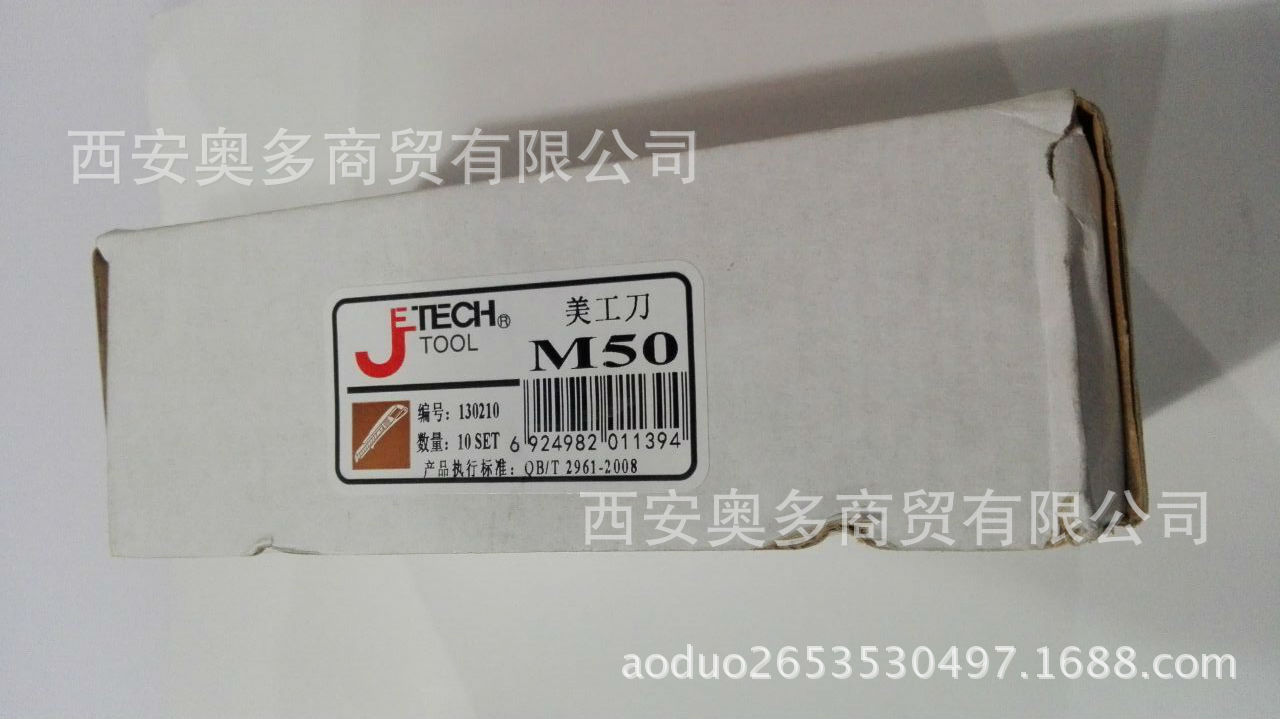 西安奥多商贸有限公司
JETECH®
TOOL
美工刀
M50
编号：130210
数量：10 SET
6 924982 011394
产品执行标准：QB/T 2961-2008
西安奥多商贸有限公司
aoduo2653530497.1688.com